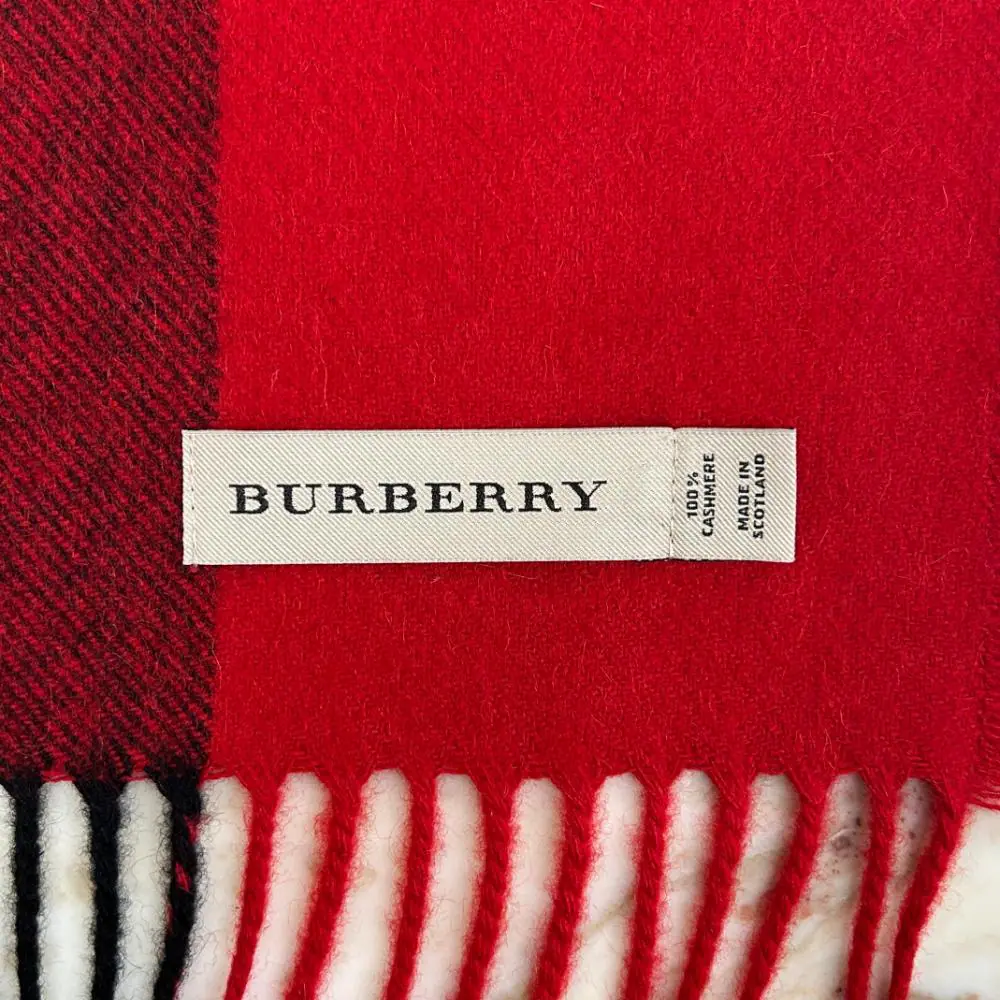 BURBERRY
100%
CASHMERE
MADE IN
SCOTLAND